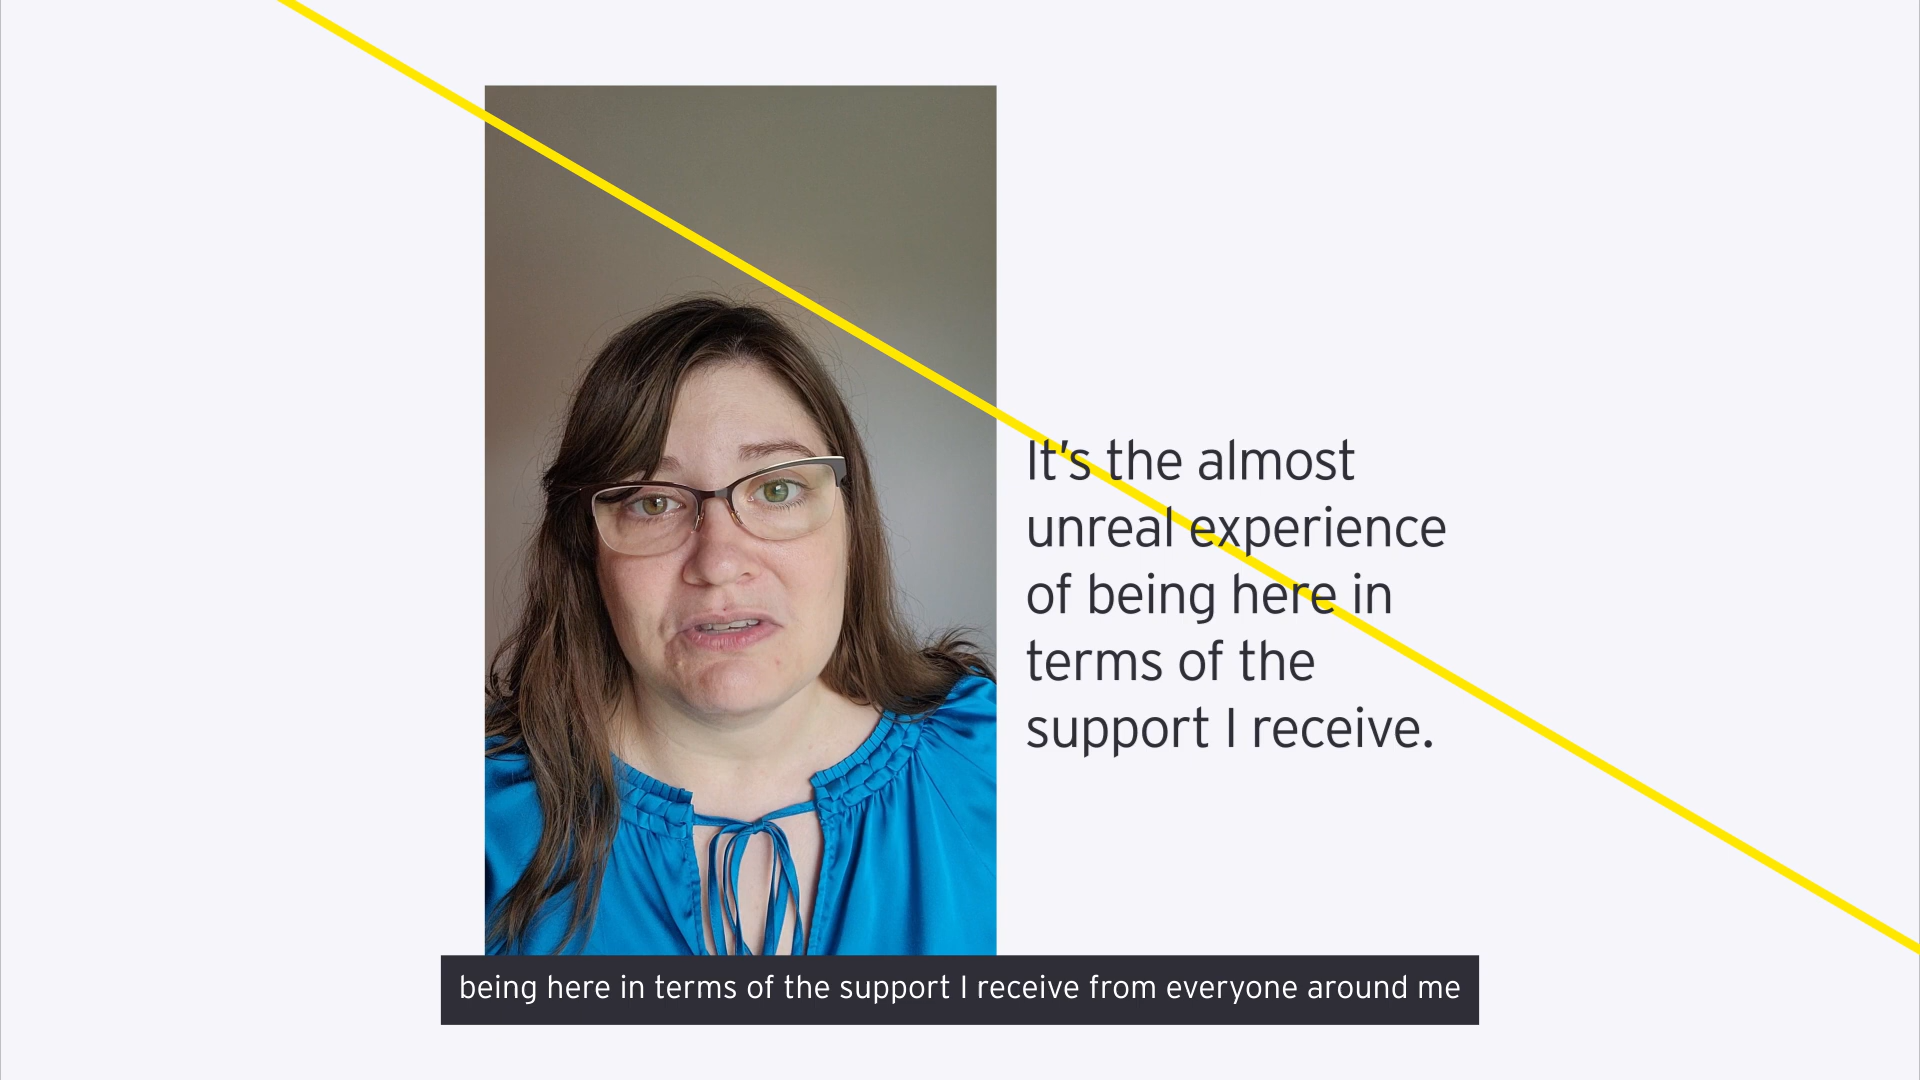 It's the almost
unreal experience
of being here in
terms of the
support I receive.
being here in terms of the support I receive from everyone around me